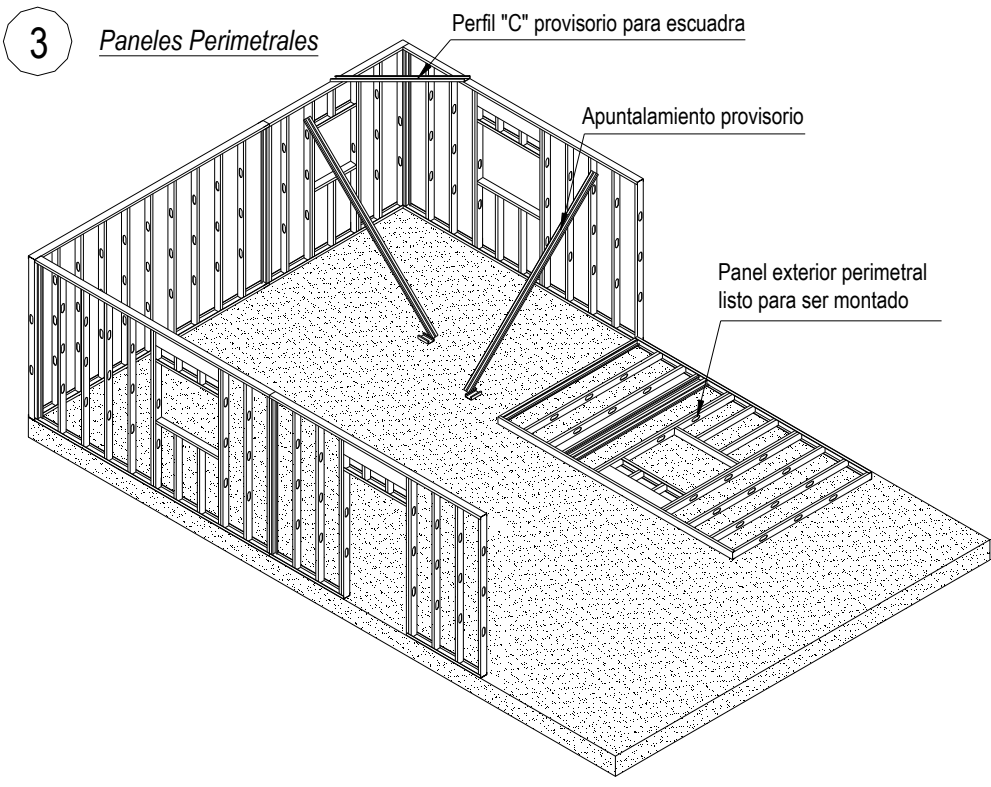 3
Paneles Perimetrales
Perfil "C" provisorio para escuadra
Apuntalamiento provisorio
Panel exterior perimetral
listo para ser montado